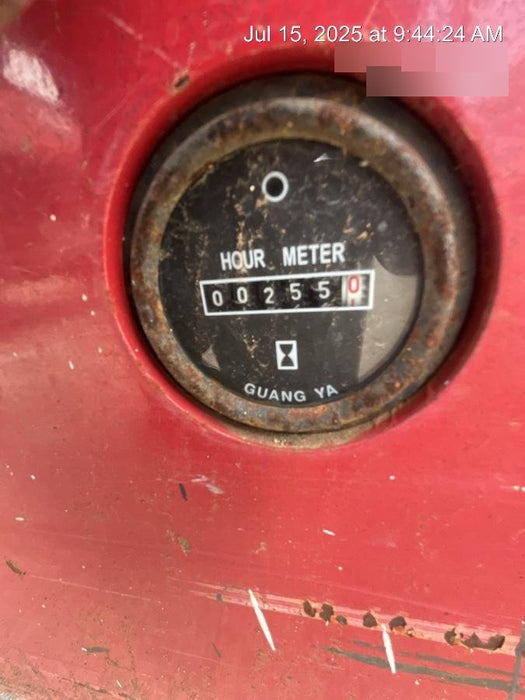 Jul 15, 2025 at 9:44:24 AM
HOUR METER
002550
GUANG YA